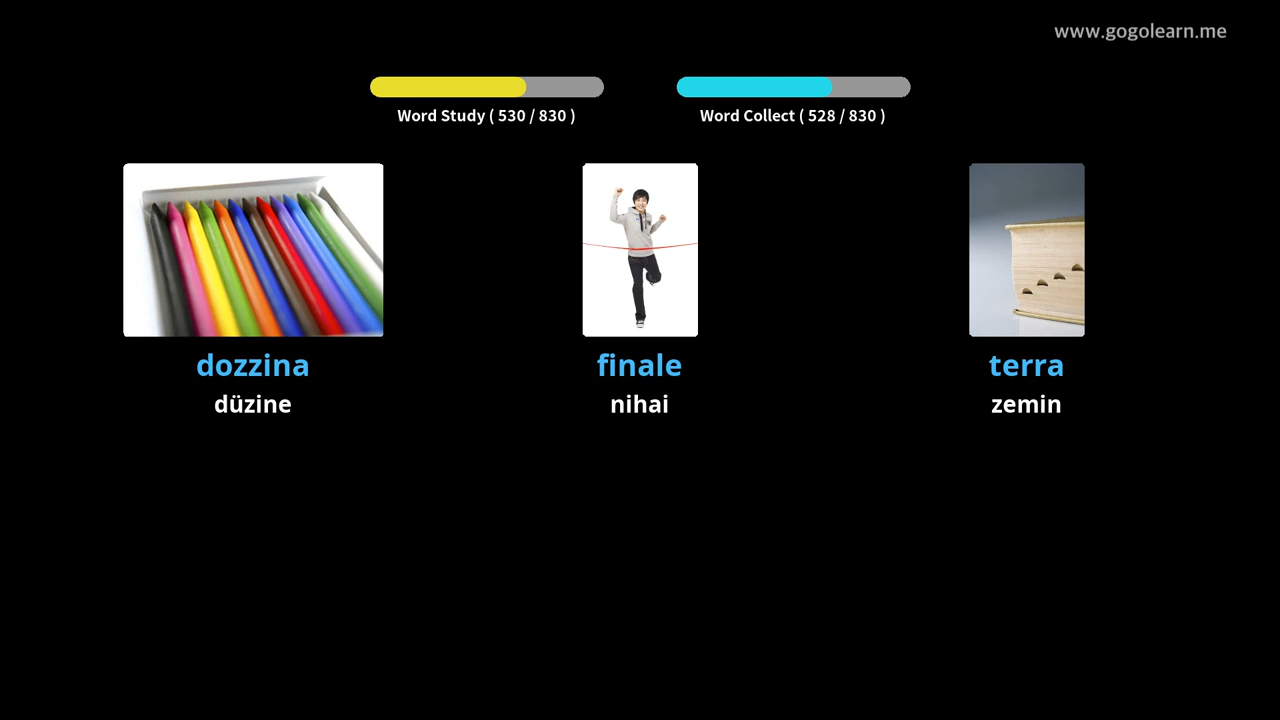 www.gogolearn.me
Word Study ( 530 / 830 )
Word Collect ( 528 / 830 )
dozzina
düzine
finale
nihai
terra
zemin